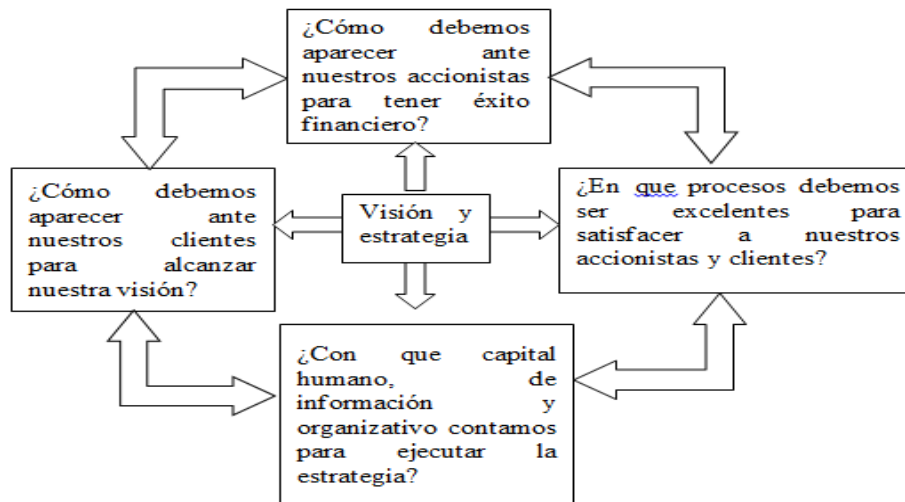 ¿Cómo debemos
aparecer ante
nuestros accionistas
para tener éxito
financiero?
¿Cómo debemos
aparecer ante
nuestros clientes
para alcanzar
nuestra visión?
Visión y
estrategia
¿En que procesos debemos
ser excelentes para
satisfacer a nuestros
accionistas y clientes?
¿Con que capital
humano, de
información y
organizativo contamos
para ejecutar la
estrategia?